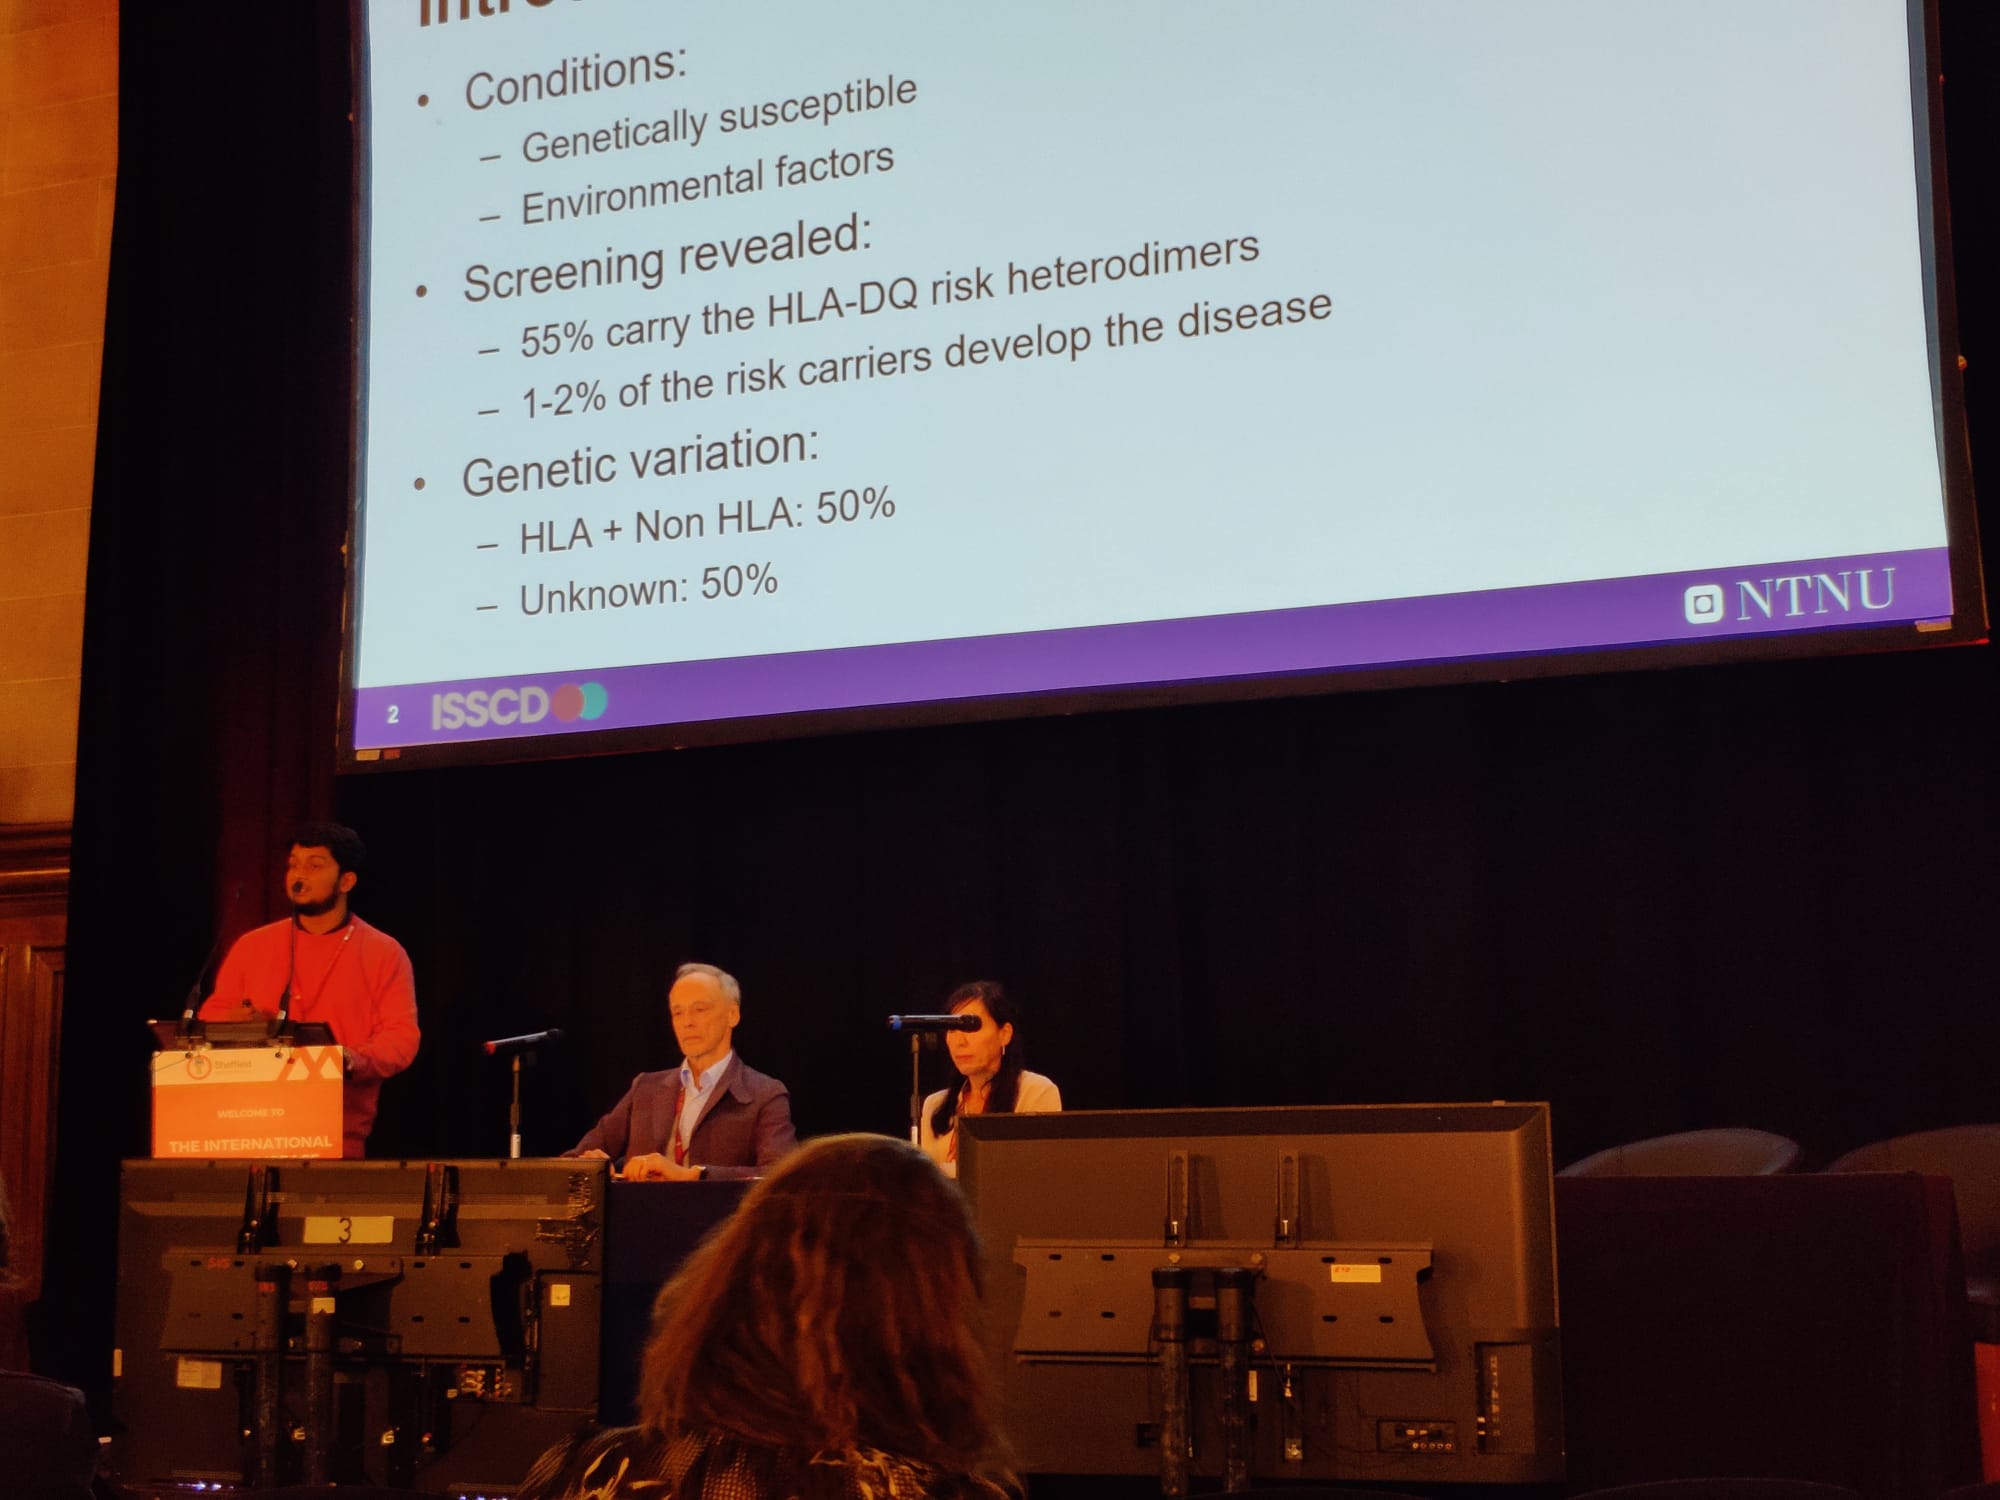 • Conditions:
– Genetically susceptible
– Environmental factors
• Screening revealed:
– 55% carry the HLA-DQ risk heterodimers
– 1-2% of the risk carriers develop the disease
• Genetic variation:
– HLA + Non HLA: 50%
– Unknown: 50%
NTNU
2 ISSCD
Sheffield
WELCOME TO
THE INTERNATIONAL
3